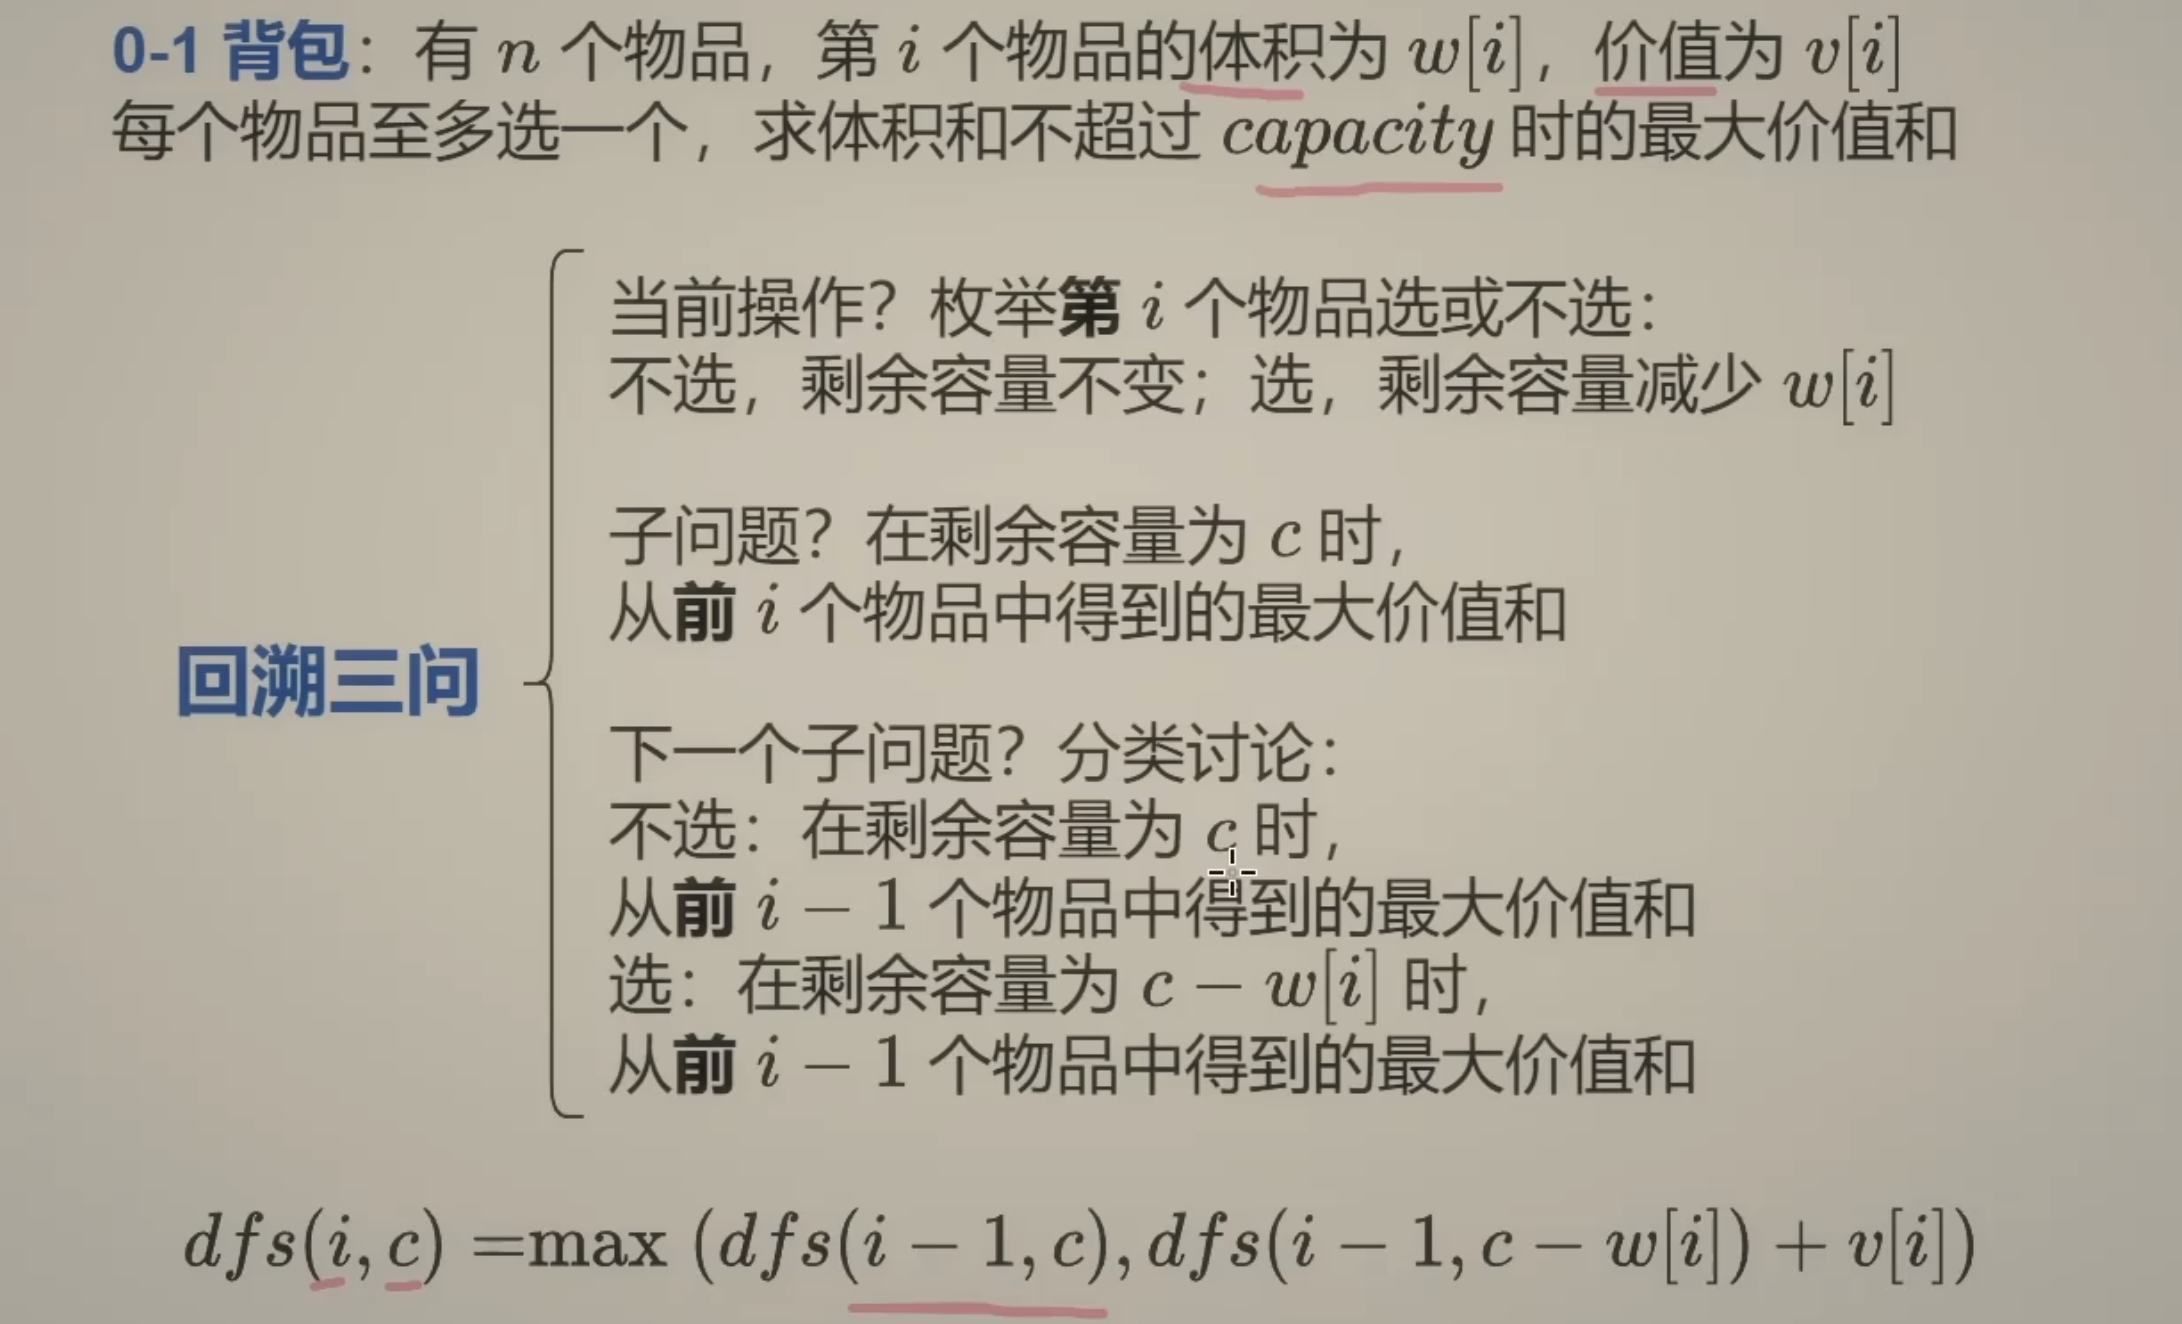 0-1 背包：有 n 个物品，第 i 个物品的体积为 w[i]，价值为 v[i]
每个物品至多选一个，求体积和不超过 capacity 时的最大价值和
当前操作？枚举第 i 个物品选或不选：
不选，剩余容量不变；选，剩余容量减少 w[i]
子问题？在剩余容量为 c 时，
从前 i 个物品中得到的最大价值和
回溯三问
下一个子问题？分类讨论：
不选：在剩余容量为 c 时，
从前 i − 1 个物品中得到的最大价值和
选：在剩余容量为 c − w[i] 时，
从前 i − 1 个物品中得到的最大价值和
dfs(i, c) =max (dfs(i − 1, c), dfs(i − 1, c − w[i]) + v[i])